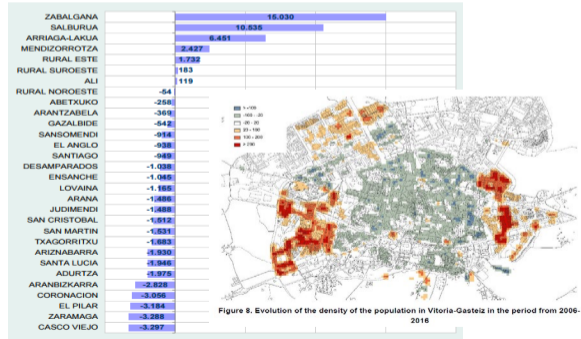 ZABALGANA 15.030
SALBURUA 10.535
ARRIAGA-LAKUA 6.451
MENDIZORROTZA 2.427
RURAL ESTE 1.732
RURAL SUROESTE 183
ALI 119
RURAL NOROESTE -54
ABETXUKO -258
ARANTZABELA -369
GAZALBIDE -542
SANSOMENDI -914
EL ANGLO -938
SANTIAGO -949
DESAMPARADOS -1.038
ENSANCHE -1.045
LOVAINA -1.165
ARANA -1.486
JUDIMENDI -1.488
SAN CRISTOBAL -1.512
SAN MARTIN -1.531
TXAGORRITXU -1.683
ARIZNABARRA -1.930
SANTA LUCIA -1.946
ADURTZA -1.975
ARANBIZKARRA -2.828
CORONACION -3.056
EL PILAR -3.184
ZARAMAGA -3.288
CASCO VIEJO -3.297
Figure 8. Evolution of the density of the population in Vitoria-Gasteiz in the period from 2006-
2016